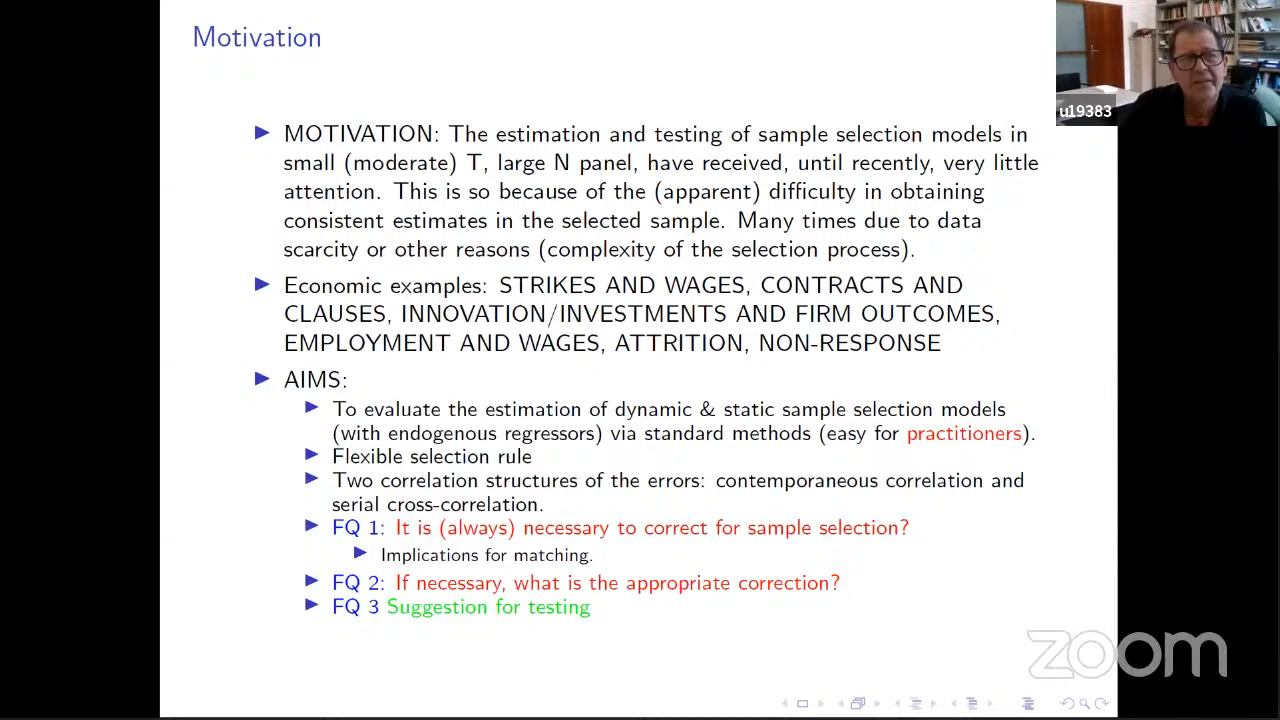 Motivation
u19383
MOTIVATION: The estimation and testing of sample selection models in
small (moderate) T, large N panel, have received, until recently, very little
attention. This is so because of the (apparent) difficulty in obtaining
consistent estimates in the selected sample. Many times due to data
scarcity or other reasons (complexity of the selection process).
Economic examples: STRIKES AND WAGES, CONTRACTS AND
CLAUSES, INNOVATION/INVESTMENTS AND FIRM OUTCOMES,
EMPLOYMENT AND WAGES, ATTRITION, NON-RESPONSE
AIMS:
To evaluate the estimation of dynamic & static sample selection models
(with endogenous regressors) via standard methods (easy for practitioners).
Flexible selection rule
Two correlation structures of the errors: contemporaneous correlation and
serial cross-correlation.
FQ 1: It is (always) necessary to correct for sample selection?
Implications for matching.
FQ 2: If necessary, what is the appropriate correction?
FQ 3 Suggestion for testing
zoom